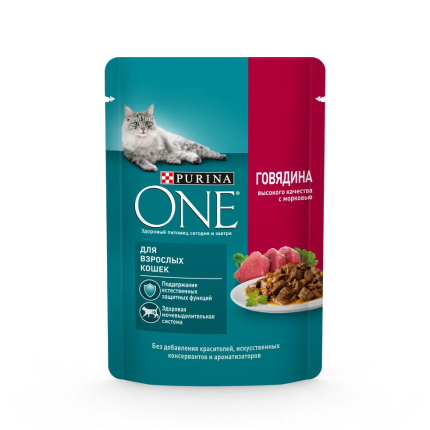 PURINA
ONE®
Здоровый питомец сегодня и завтра
ГОВЯДИНА
высокого качества
с морковью
ДЛЯ
ВЗРОСЛЫХ
КОШЕК
Поддержание
естественных
защитных функций
Здоровая
мочевыделительная
система
Без добавления красителей, искусственных
консервантов и ароматизаторов